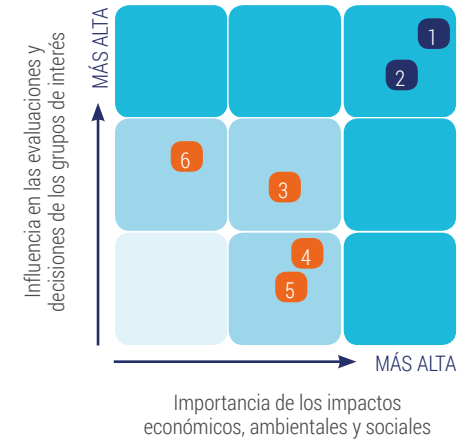 Influencia en las evaluaciones y
decisiones de los grupos de interés
MÁS ALTA
1
2
6
3
4
5
MÁS ALTA
Importancia de los impactos
económicos, ambientales y sociales